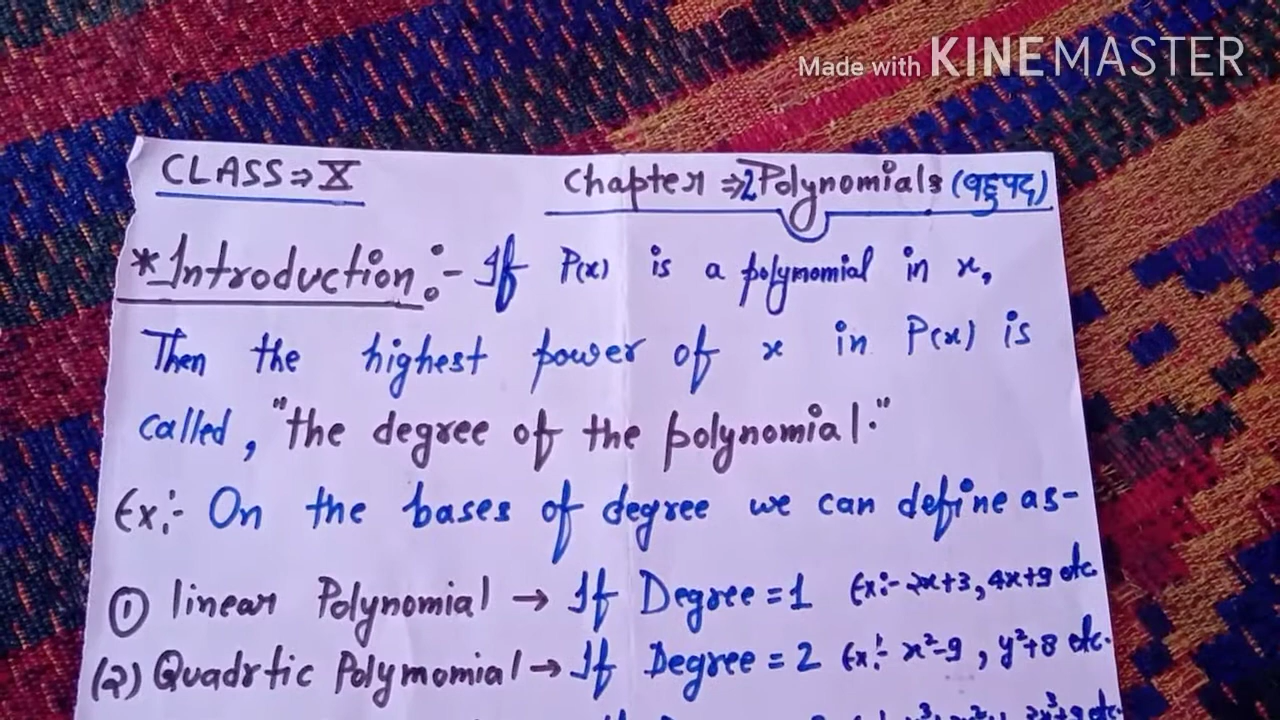 Made with KINEMASTER
CLASS⇒X
Chapter ⇒2 Polynomials (बहुपद)
*Introduction:- If P(x) is a polymomial in x,
Then the highest power of x in P(x) is
called, "the degree of the polynomial."
Ex:- On the bases of degree we can define as-
① linear Polynomial → If Degree = 1 Ex:- 2x+3, 4x+9 etc.
(2) Quadrtic Polymomial → If Degree = 2 Ex:- x²-9, y²+8 etc.